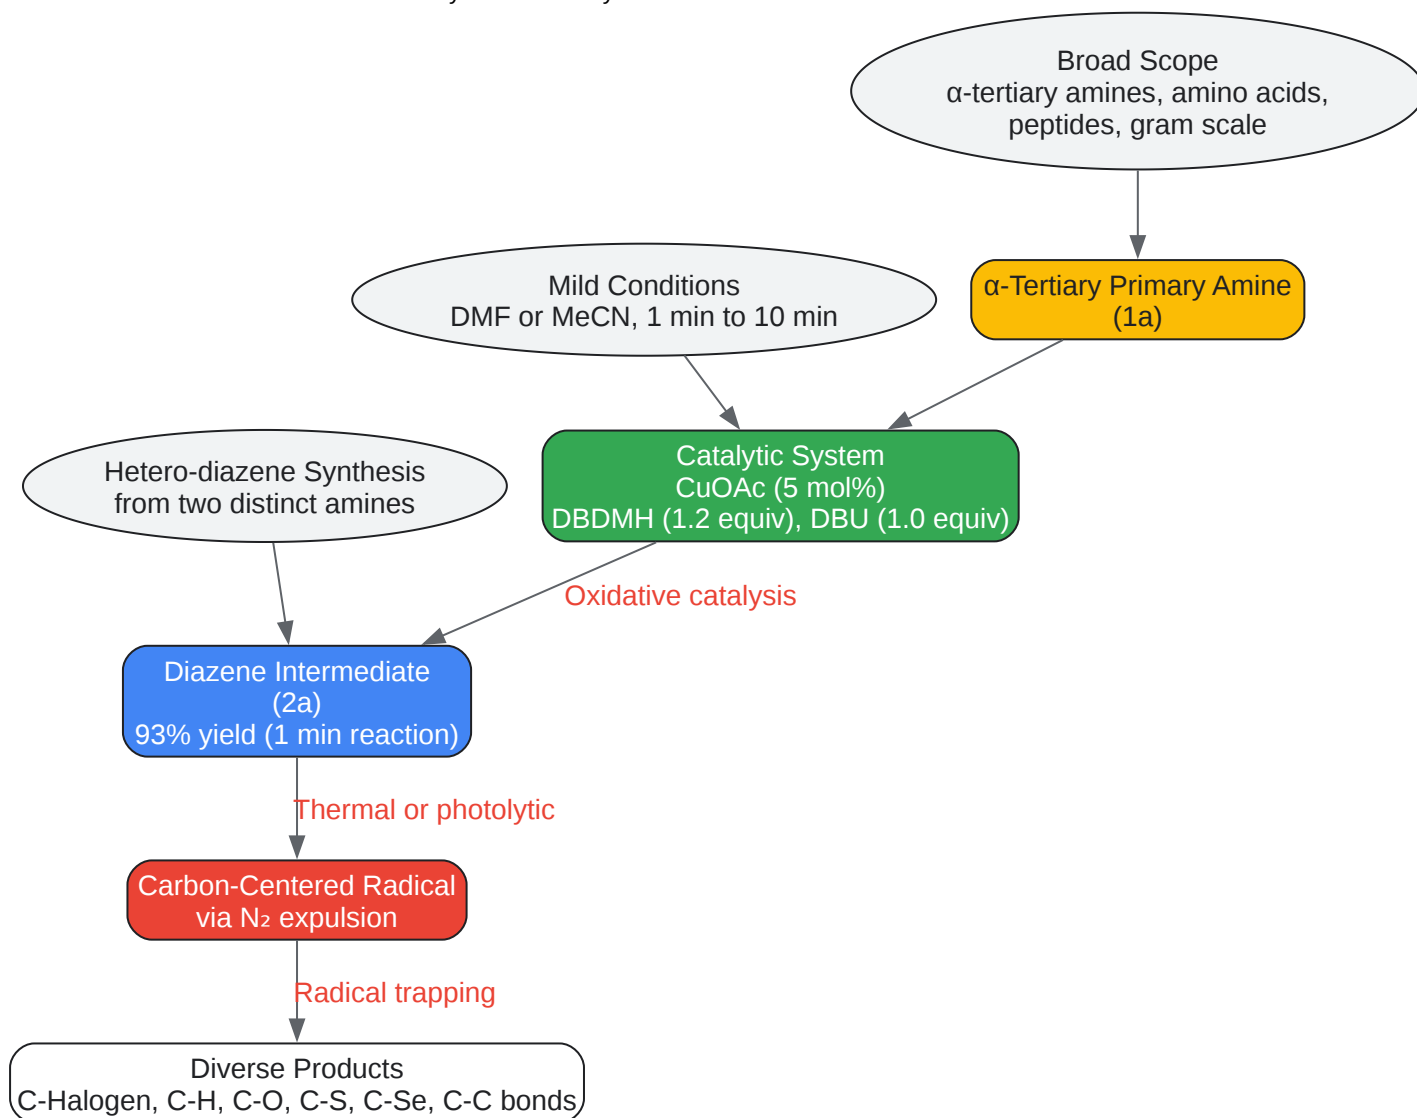 Broad Scope
α-tertiary amines, amino acids,
peptides, gram scale
α-Tertiary Primary Amine
(1a)
Mild Conditions
DMF or MeCN, 1 min to 10 min
Catalytic System
CuOAc (5 mol%)
DBDMH (1.2 equiv), DBU (1.0 equiv)
Hetero-diazene Synthesis
from two distinct amines
Oxidative catalysis
Diazene Intermediate
(2a)
93% yield (1 min reaction)
Thermal or photolytic
Carbon-Centered Radical
via N₂ expulsion
Radical trapping
Diverse Products
C-Halogen, C-H, C-O, C-S, C-Se, C-C bonds